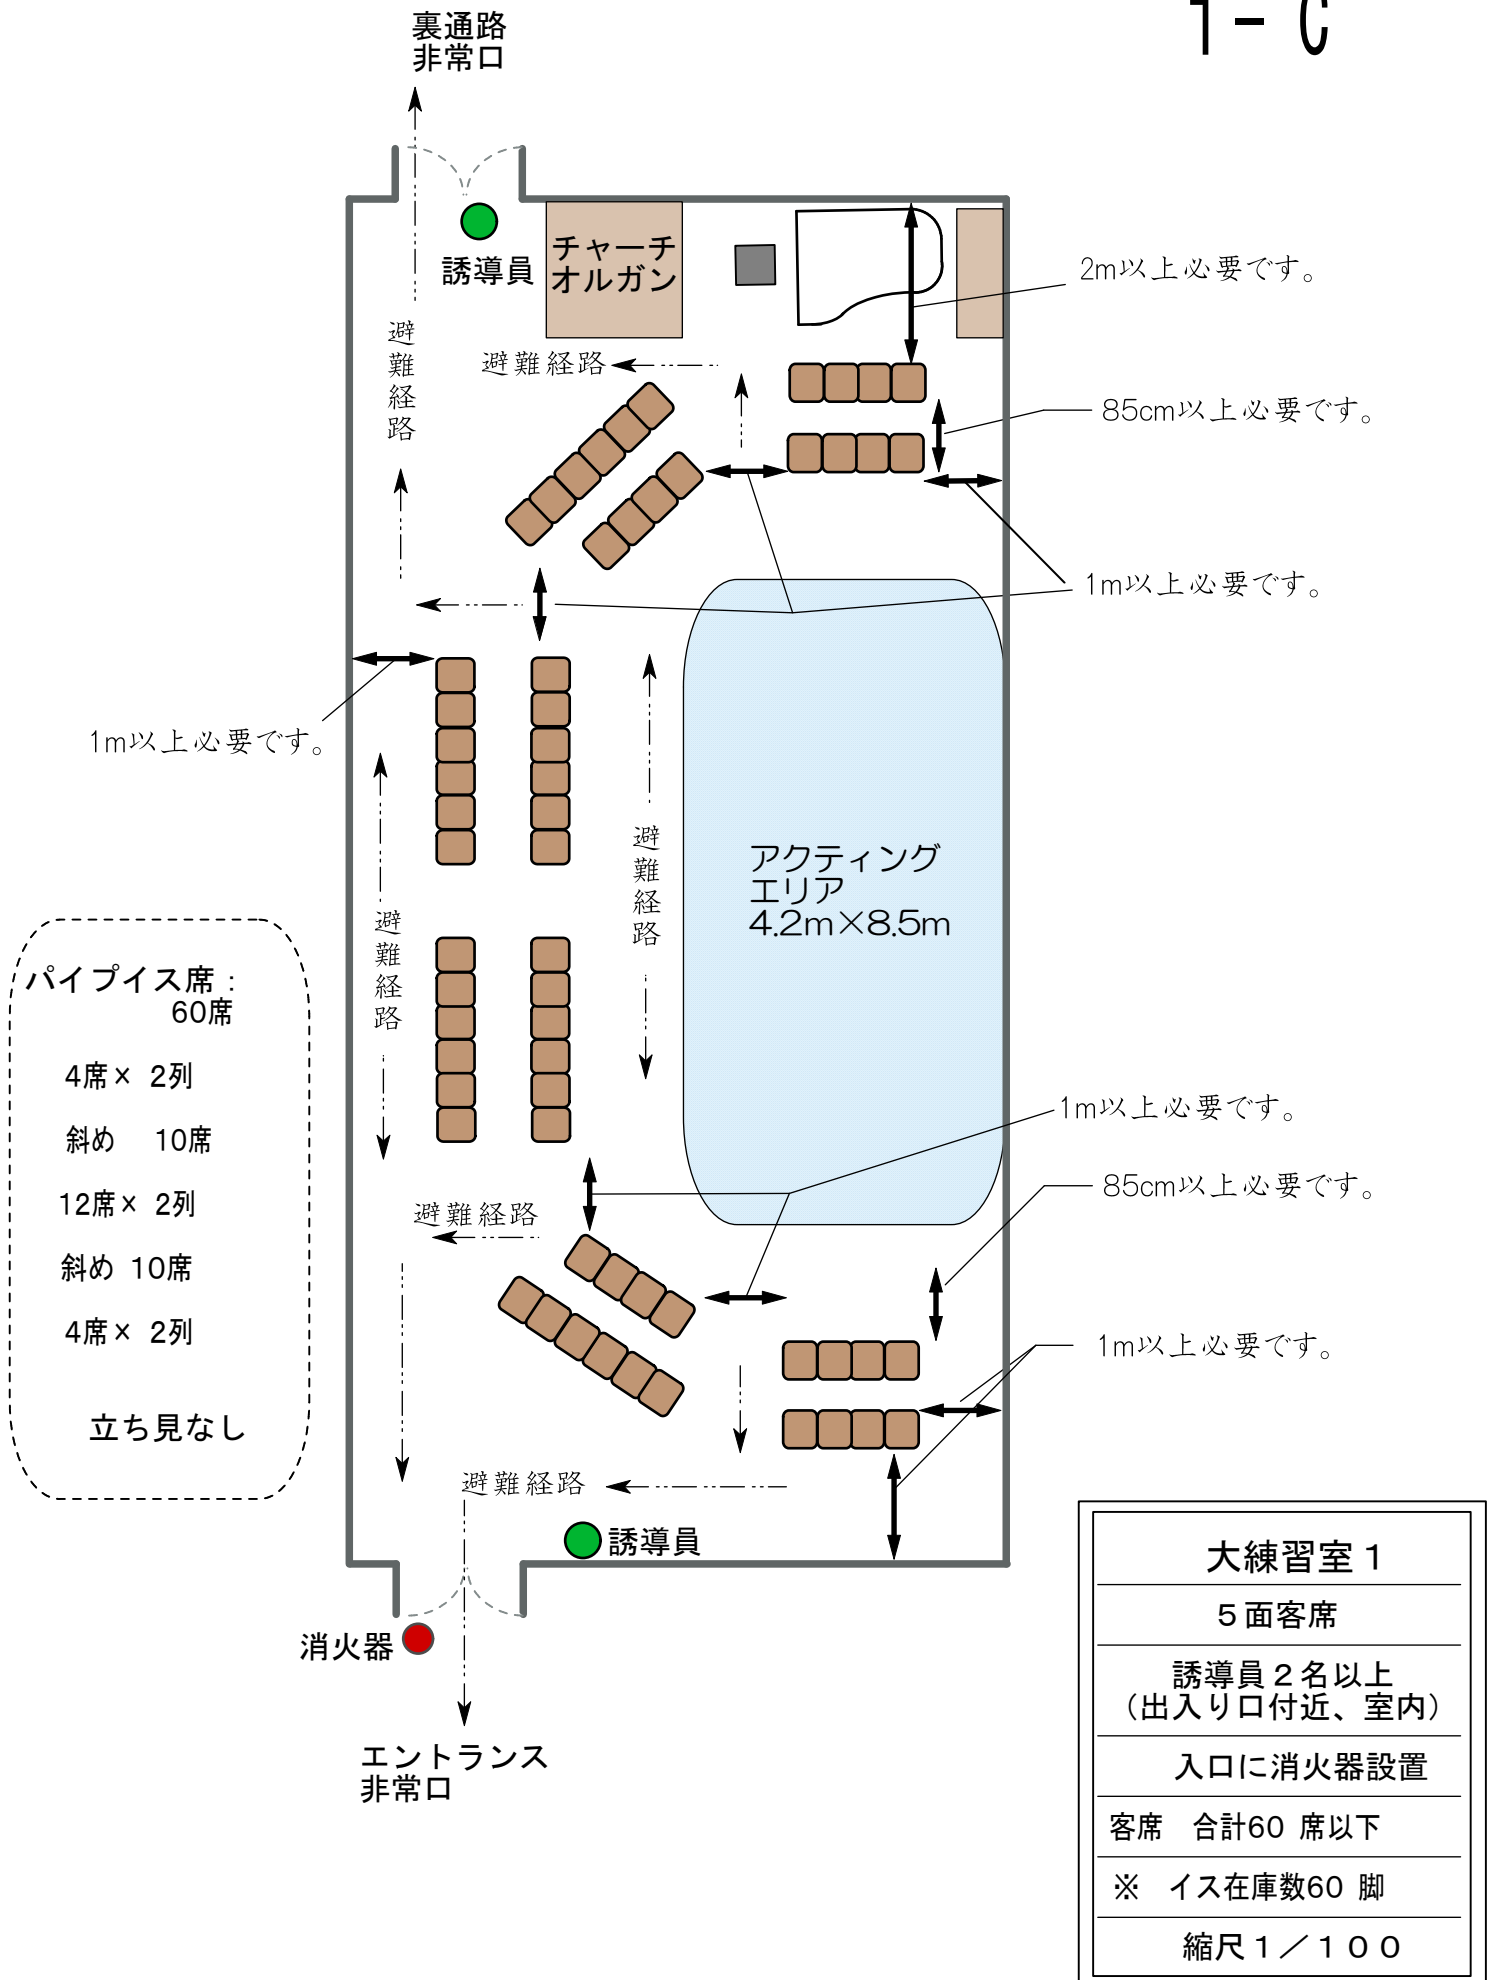 1-C
裏通路
非常口
誘導員
チャーチ
オルガン
2m以上必要です。
避難経路
避難経路
85cm以上必要です。
1m以上必要です。
1m以上必要です。
避難経路
避難経路
アクティング
エリア
4.2m×8.5m
パイプイス席：
60席
4席× 2列
斜め　10席
12席× 2列
斜め 10席
4席× 2列
立ち見なし
1m以上必要です。
85cm以上必要です。
避難経路
1m以上必要です。
避難経路
誘導員
消火器
エントランス
非常口
大練習室１
５面客席
誘導員２名以上
（出入り口付近、室内）
入口に消火器設置
客席　合計60 席以下
※　イス在庫数60 脚
縮尺１／１００